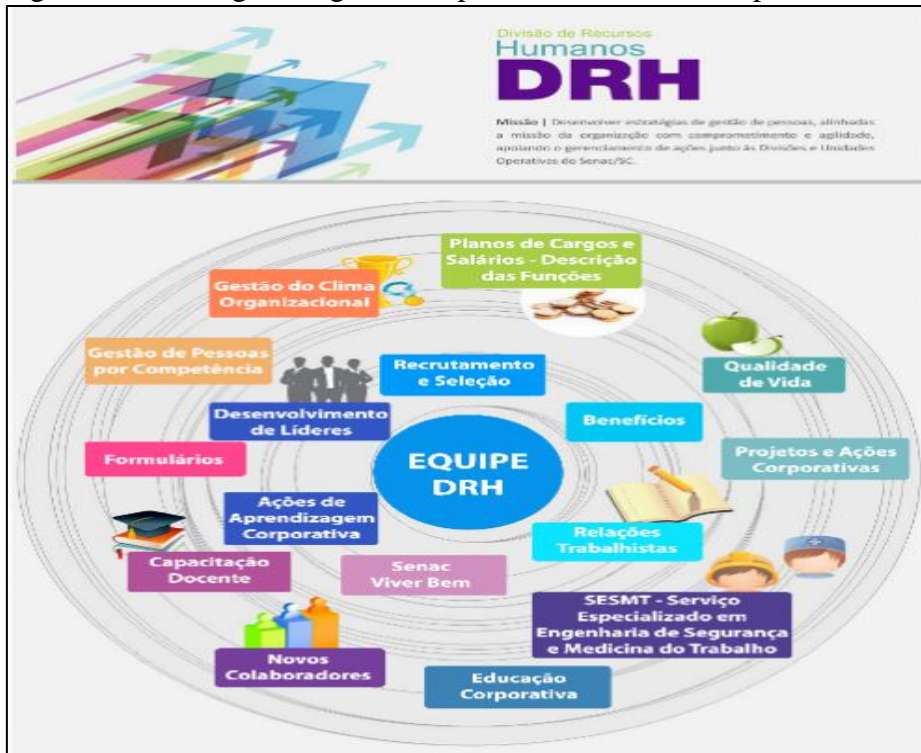 Divisão de Recursos
Humanos
DRH
Missão | Desenvolver estratégias de gestão de pessoas, alinhadas
a missão da organização com comprometimento e agilidade,
apoiando o gerenciamento de ações junto às Divisões e Unidades
Operativas do Senac/SC.
Planos de Cargos e
Salários - Descrição
das Funções
Gestão do Clima
Organizacional
Gestão de Pessoas
por Competência
Recrutamento
e Seleção
Qualidade
de Vida
Desenvolvimento
de Líderes
Benefícios
Formulários
EQUIPE
DRH
Projetos e Ações
Corporativas
Ações de
Aprendizagem
Corporativa
Relações
Trabalhistas
Capacitação
Docente
Senac
Viver Bem
SESMT - Serviço
Especializado em
Engenharia de Segurança
e Medicina do Trabalho
Novos
Colaboradores
Educação
Corporativa